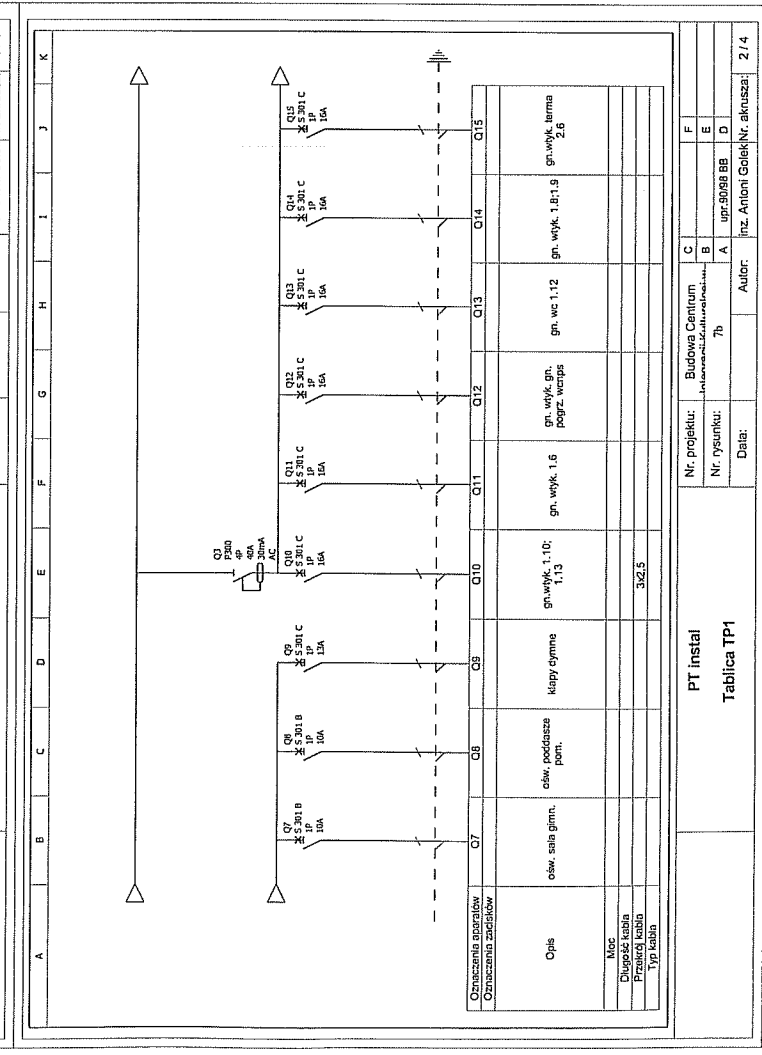 A B C D E F G H I J K
Q3
P300
4P
40A
30mA
AC
Q7
S 301 B
1P
10A
Q8
S 301 B
1P
10A
Q9
S 301 C
1P
13A
Q10
S 301 C
1P
16A
Q11
S 301 C
1P
16A
Q12
S 301 C
1P
16A
Q13
S 301 C
1P
16A
Q14
S 301 C
1P
16A
Q15
S 301 C
1P
16A
Oznaczenia aparatów Q7 Q8 Q9 Q10 Q11 Q12 Q13 Q14 Q15
Oznaczenia zacisków
Opis
ośw. sala gimn.
ośw. poddasze
pom.
klapy dymne
gn.wtyk. 1.10;
1.13
gn. wtyk. 1.6
gn. wtyk. gn.
pogrz. wcnps
gn. wc 1.12
gn. wtyk. 1.8;1.9
gn.wtyk. terma
2.6
Moc
Długość kabla
Przekrój kabla 3x2,5
Typ kabla
PT instal
Tablica TP1
Nr. projektu: Budowa Centrum
Nr. rysunku: 7b
Data:
C F
B E
A upr.90/98 BB D
Autor: inż. Antoni Golek Nr. akrusza: 2 / 4